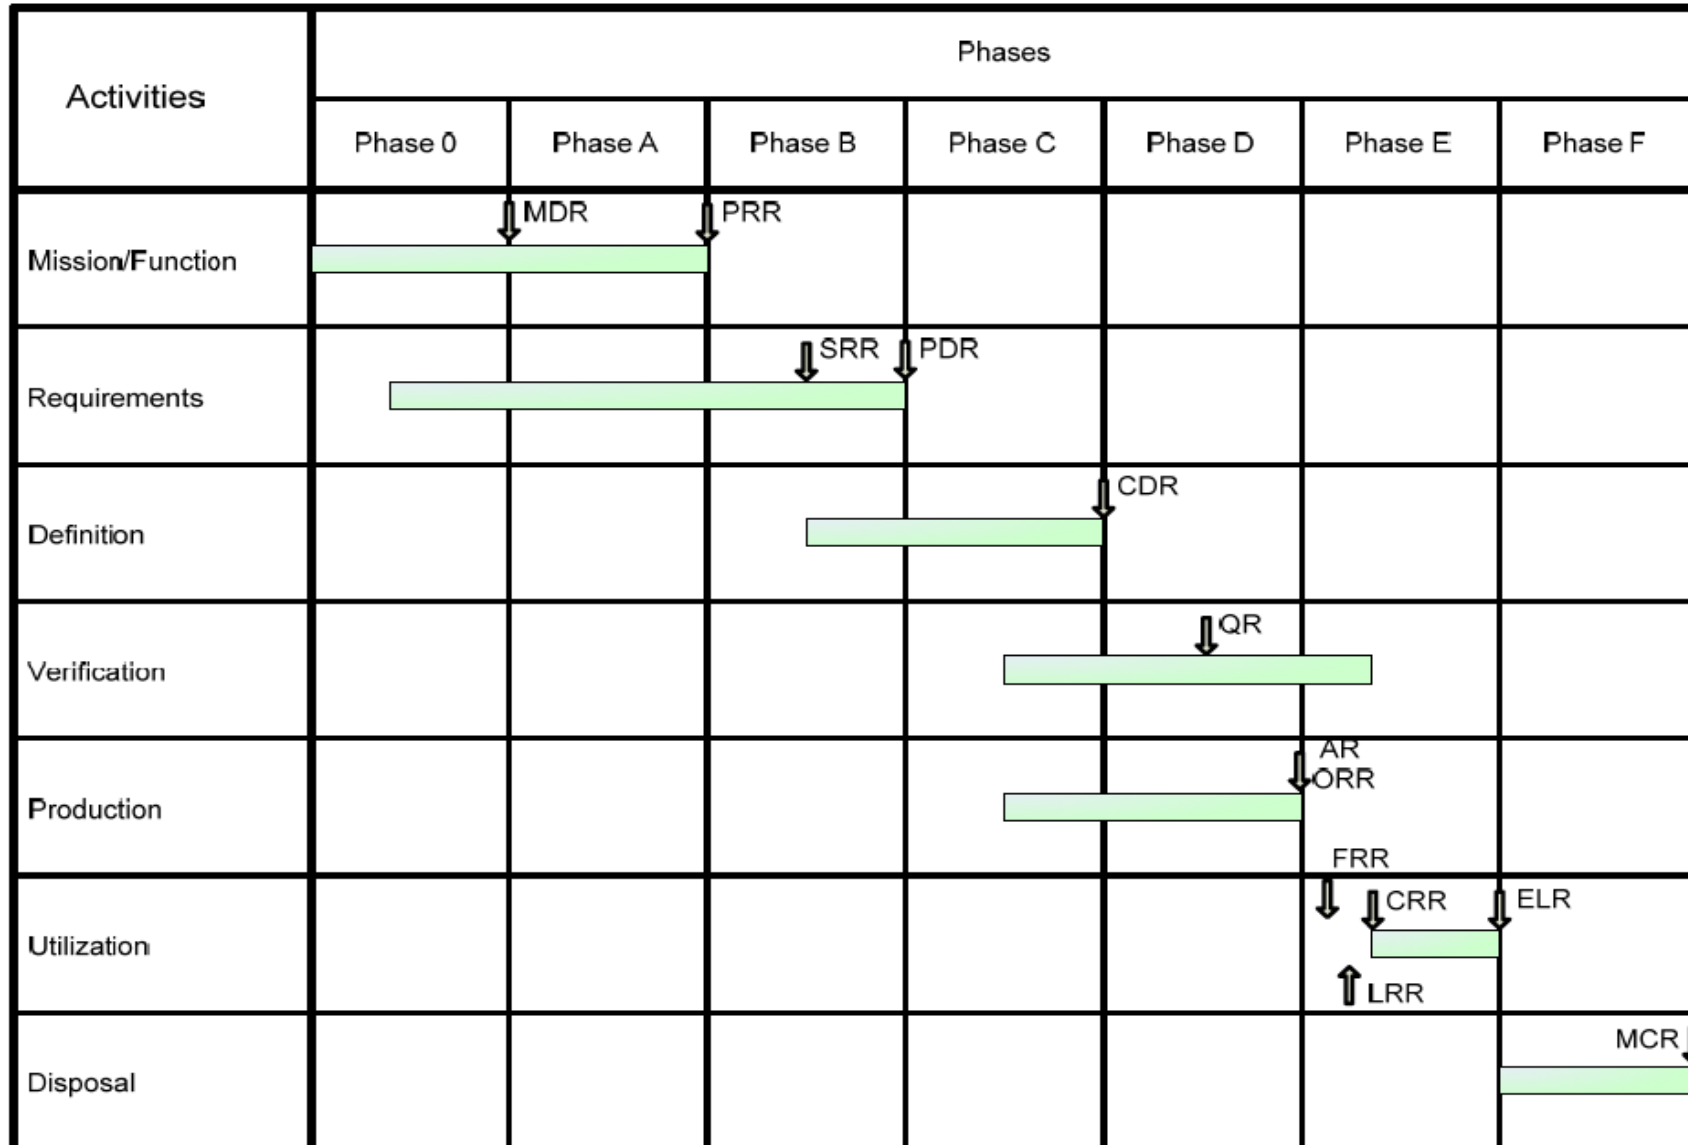 Activities
Phases
Phase 0 Phase A Phase B Phase C Phase D Phase E Phase F
MDR PRR
Mission/Function
SRR PDR
Requirements
CDR
Definition
QR
Verification
AR
ORR
Production
FRR
CRR ELR
Utilization
LRR
MCR
Disposal